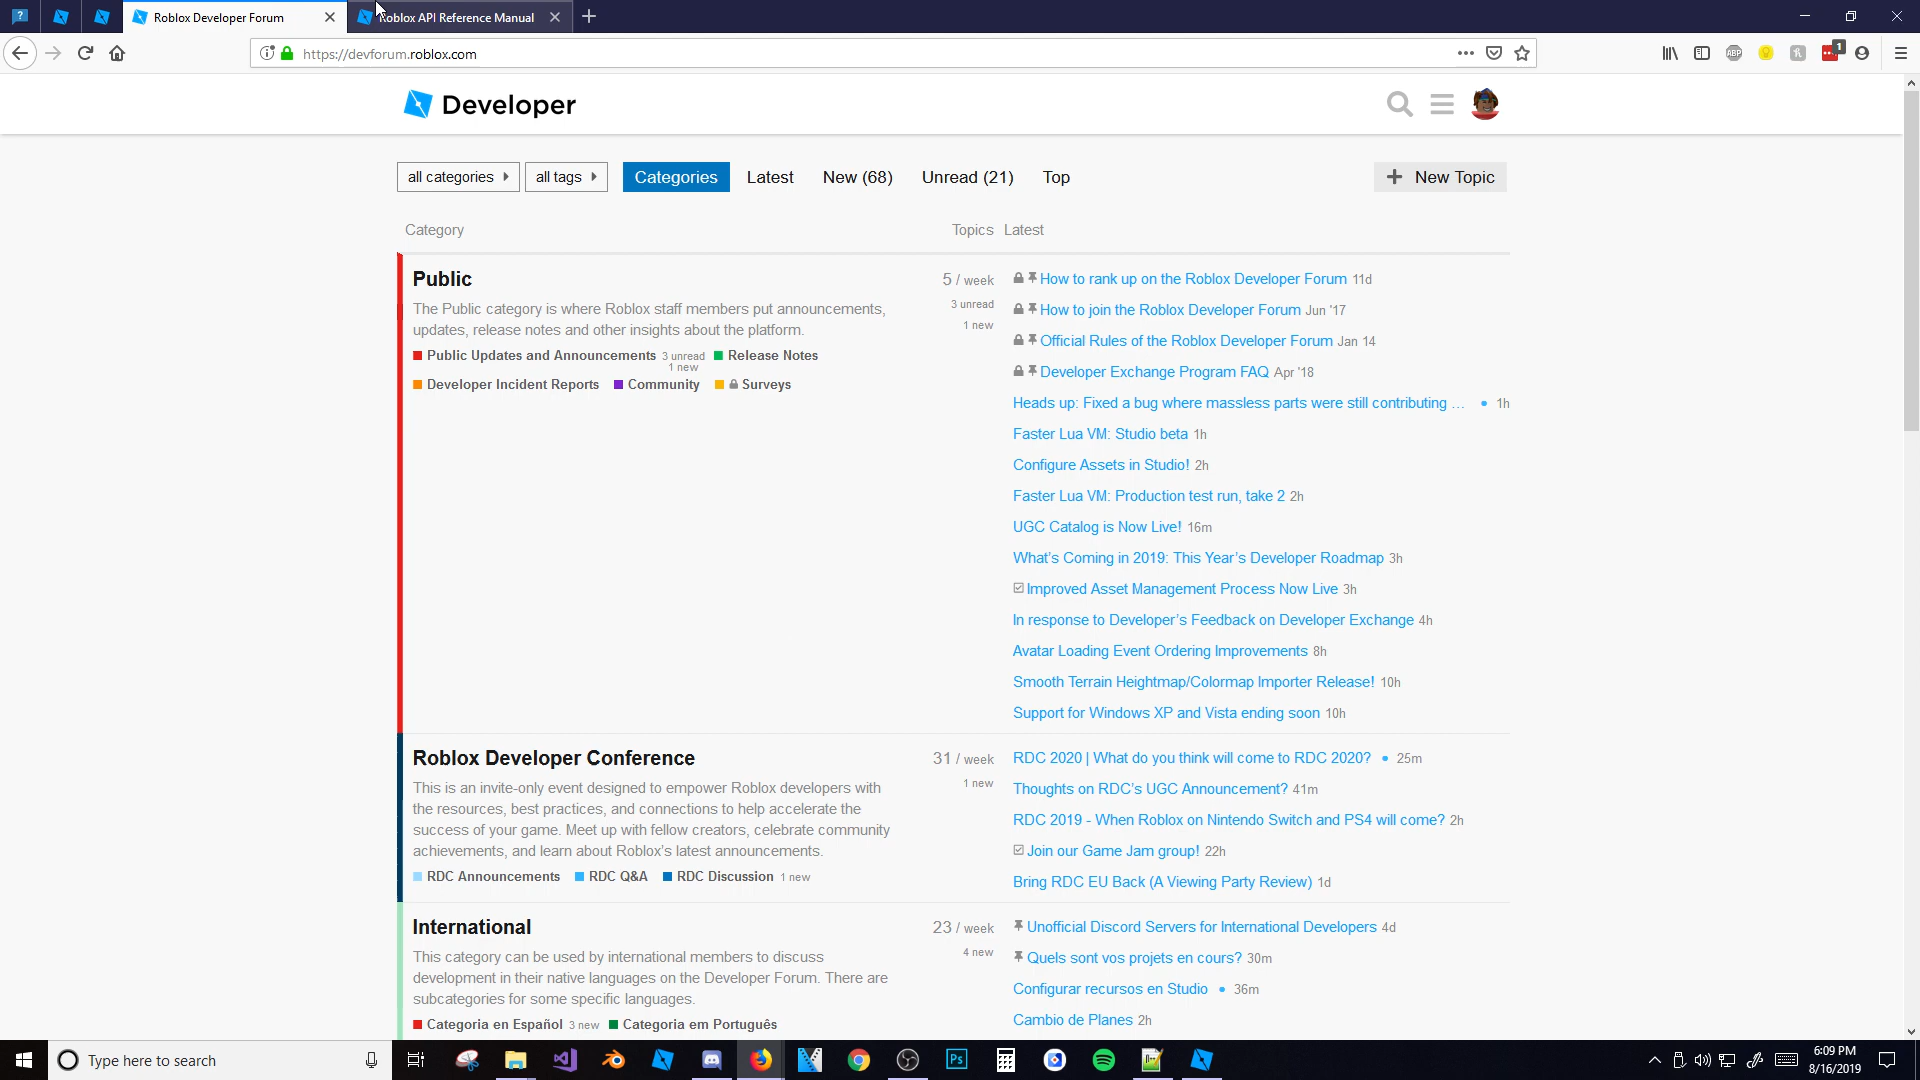 Roblox Developer Forum
Roblox API Reference Manual
https://devforum.roblox.com
ABP
1
Developer
all categories
all tags
Categories
Latest
New (68)
Unread (21)
Top
New Topic
Category
Topics
Latest
Public
5 / week
3 unread
1 new
The Public category is where Roblox staff members put announcements,
updates, release notes and other insights about the platform.
Public Updates and Announcements 3 unread
1 new
Release Notes
Developer Incident Reports
Community
Surveys
How to rank up on the Roblox Developer Forum 11d
How to join the Roblox Developer Forum Jun '17
Official Rules of the Roblox Developer Forum Jan 14
Developer Exchange Program FAQ Apr '18
Heads up: Fixed a bug where massless parts were still contributing … 1h
Faster Lua VM: Studio beta 1h
Configure Assets in Studio! 2h
Faster Lua VM: Production test run, take 2 2h
UGC Catalog is Now Live! 16m
What's Coming in 2019: This Year's Developer Roadmap 3h
Improved Asset Management Process Now Live 3h
In response to Developer's Feedback on Developer Exchange 4h
Avatar Loading Event Ordering Improvements 8h
Smooth Terrain Heightmap/Colormap Importer Release! 10h
Support for Windows XP and Vista ending soon 10h
Roblox Developer Conference
31 / week
1 new
This is an invite-only event designed to empower Roblox developers with
the resources, best practices, and connections to help accelerate the
success of your game. Meet up with fellow creators, celebrate community
achievements, and learn about Roblox's latest announcements.
RDC Announcements
RDC Q&A
RDC Discussion 1 new
RDC 2020 | What do you think will come to RDC 2020? 25m
Thoughts on RDC's UGC Announcement? 41m
RDC 2019 - When Roblox on Nintendo Switch and PS4 will come? 2h
Join our Game Jam group! 22h
Bring RDC EU Back (A Viewing Party Review) 1d
International
23 / week
4 new
This category can be used by international members to discuss
development in their native languages on the Developer Forum. There are
subcategories for some specific languages.
Categoria en Español 3 new
Categoria em Português
Unofficial Discord Servers for International Developers 4d
Quels sont vos projets en cours? 30m
Configurar recursos en Studio 36m
Cambio de Planes 2h
Type here to search
Ps
6:09 PM
8/16/2019